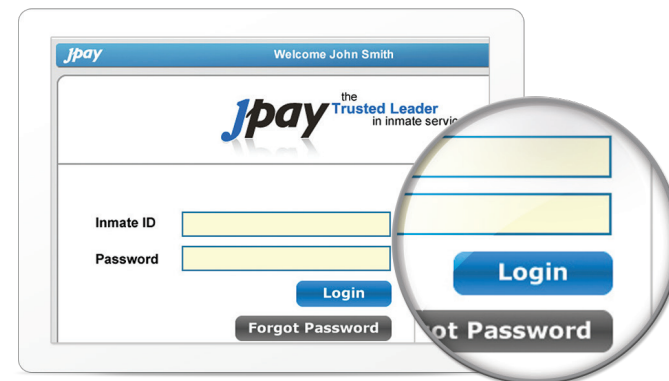 Jpay Welcome John Smith
Jpay
the
Trusted Leader
in inmate servic
Inmate ID
Password
Login
Forgot Password
Login
ot Password